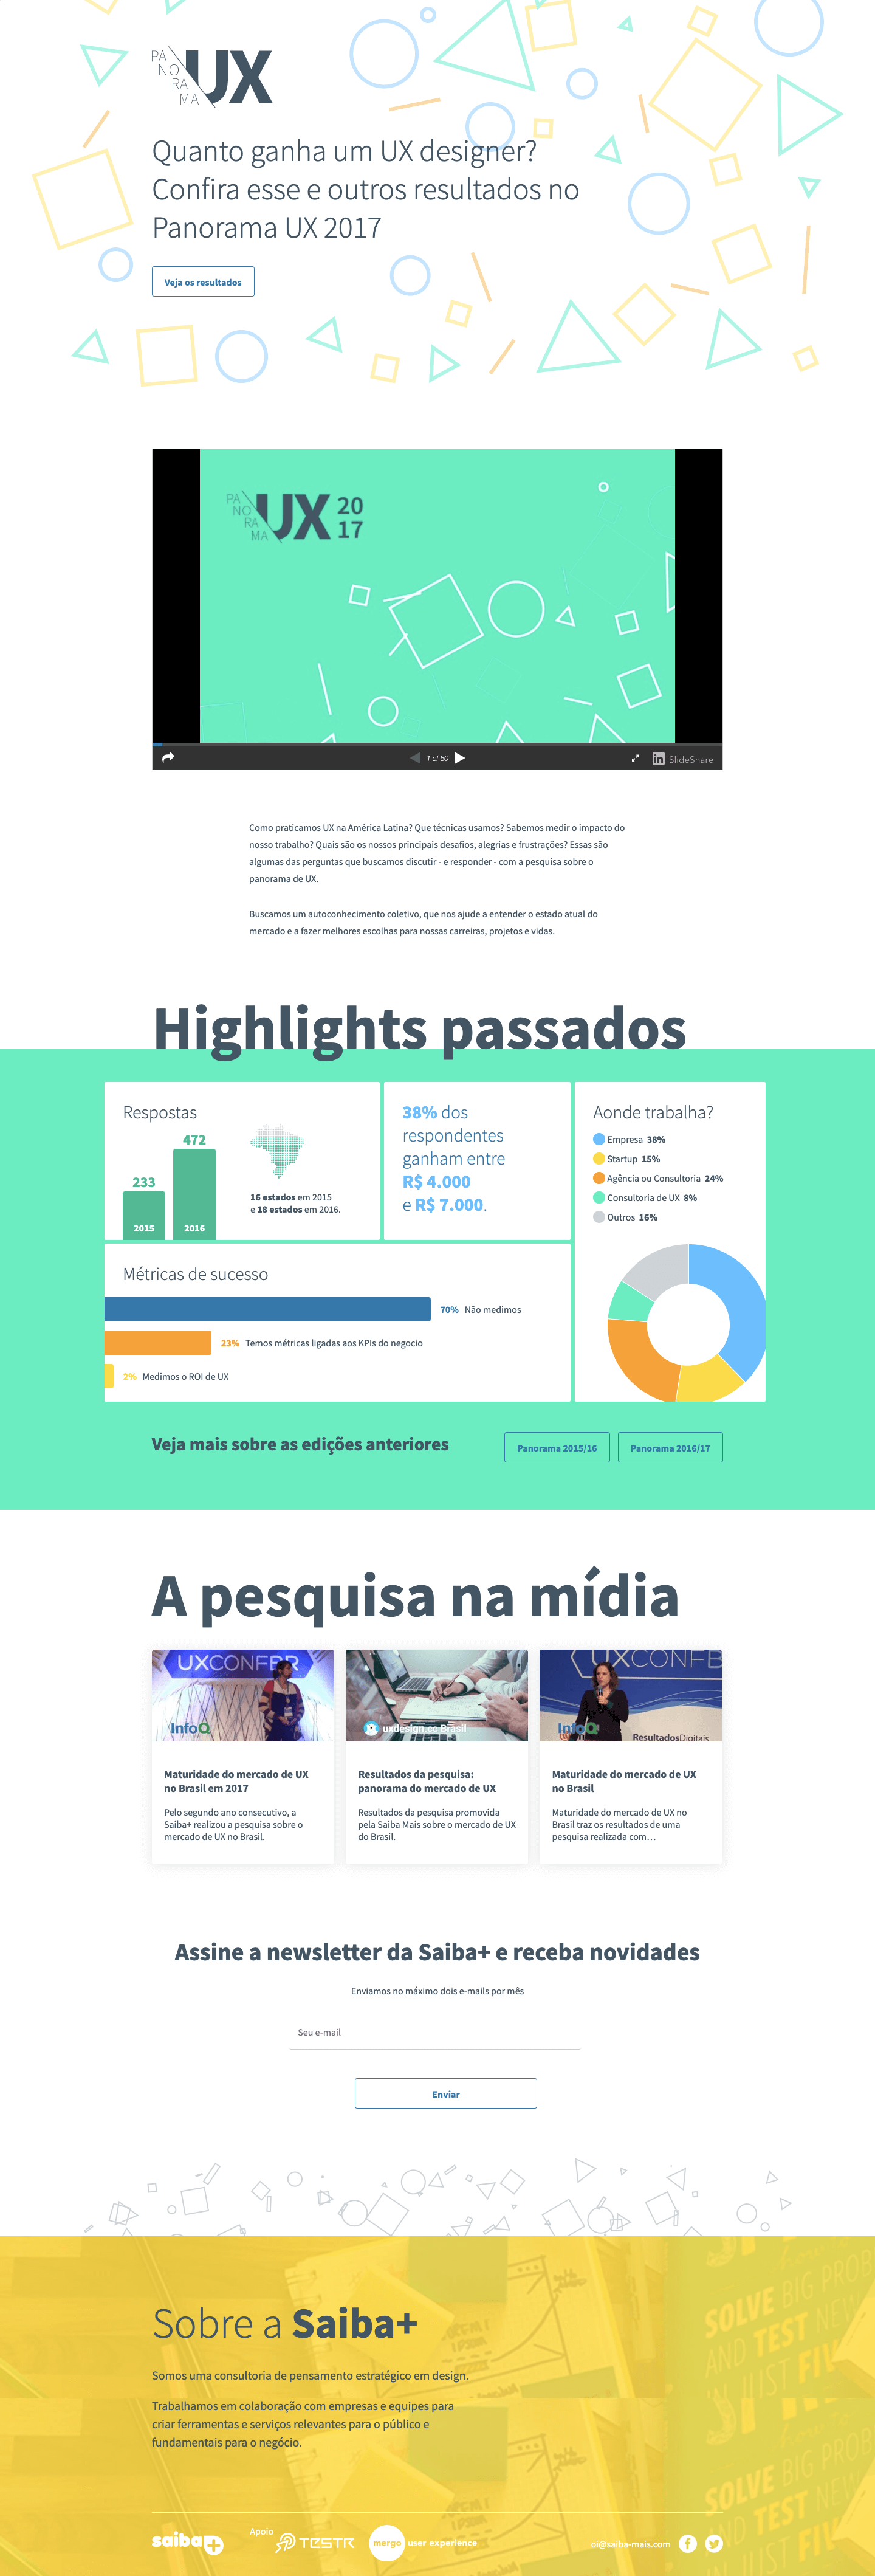 PA
NO
RA
MA
UX
Quanto ganha um UX designer?
Confira esse e outros resultados no
Panorama UX 2017
Veja os resultados
PA
NO
RA
MA
UX
20
17
1 of 60
SlideShare
Como praticamos UX na América Latina? Que técnicas usamos? Sabemos medir o impacto do
nosso trabalho? Quais são os nossos principais desafios, alegrias e frustrações? Essas são
algumas das perguntas que buscamos discutir - e responder - com a pesquisa sobre o
panorama de UX.
Buscamos um autoconhecimento coletivo, que nos ajude a entender o estado atual do
mercado e a fazer melhores escolhas para nossas carreiras, projetos e vidas.
Highlights passados
Respostas
472
233
2015
2016
16 estados em 2015
e 18 estados em 2016.
38% dos
respondentes
ganham entre
R$ 4.000
e R$ 7.000.
Aonde trabalha?
Empresa 38%
Startup 15%
Agência ou Consultoria 24%
Consultoria de UX 8%
Outros 16%
Métricas de sucesso
70% Não medimos
23% Temos métricas ligadas aos KPIs do negocio
2% Medimos o ROI de UX
Veja mais sobre as edições anteriores
Panorama 2015/16
Panorama 2016/17
A pesquisa na mídia
UXCONFBR
InfoQ
Maturidade do mercado de UX
no Brasil em 2017
Pelo segundo ano consecutivo, a
Saiba+ realizou a pesquisa sobre o
mercado de UX no Brasil.
uxdesign.cc Brasil
Resultados da pesquisa:
panorama do mercado de UX
Resultados da pesquisa promovida
pela Saiba Mais sobre o mercado de UX
do Brasil.
UXCONFB
InfoQ
ResultadosDigitais
Maturidade do mercado de UX
no Brasil
Maturidade do mercado de UX no
Brasil traz os resultados de uma
pesquisa realizada com…
Assine a newsletter da Saiba+ e receba novidades
Enviamos no máximo dois e-mails por mês
Seu e-mail
Enviar
Sobre a Saiba+
Somos uma consultoria de pensamento estratégico em design.
Trabalhamos em colaboração com empresas e equipes para
criar ferramentas e serviços relevantes para o público e
fundamentais para o negócio.
SOLVE BIG PROB
AND TEST NEW
IN JUST FIV
SOLVE BIG PROB
AND TEST NEW
IN JUST FIV
saiba+
Apoio
TESTR
mergo user experience
oi@saiba-mais.com